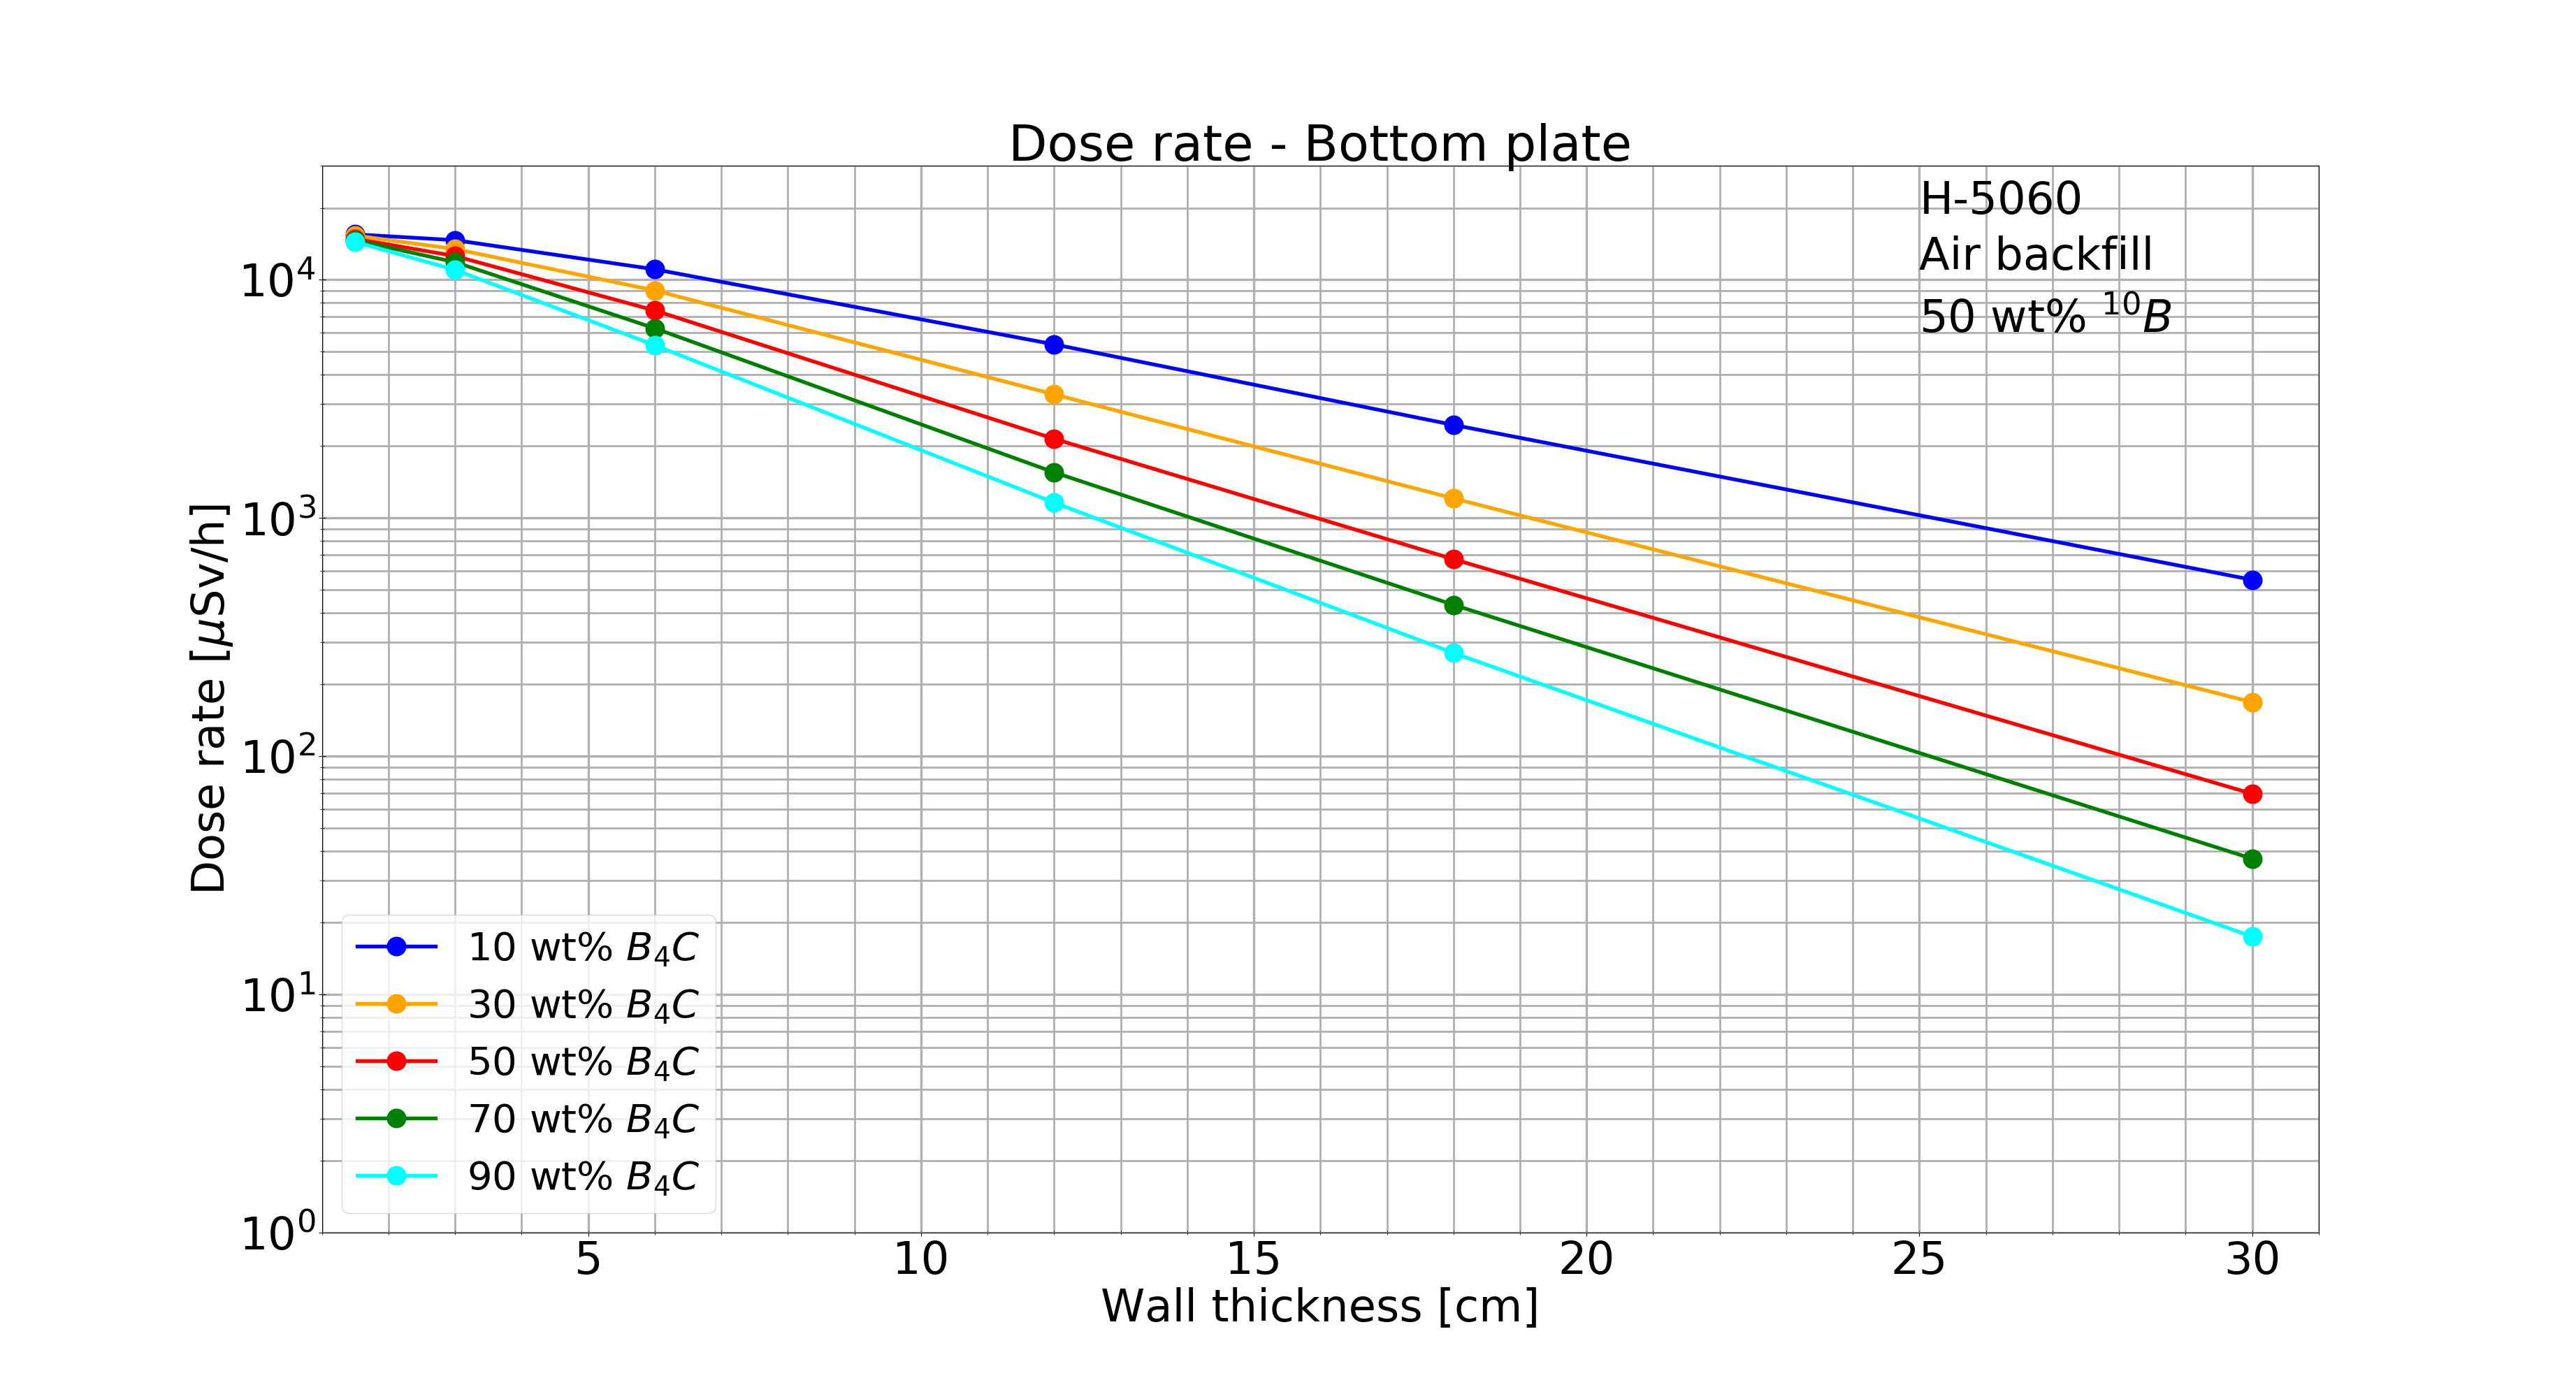 Dose rate - Bottom plate
H-5060
Air backfill
50 wt% ¹⁰B
Dose rate [μSv/h]
10⁴
10³
10²
10¹
10⁰
10 wt% B₄C
30 wt% B₄C
50 wt% B₄C
70 wt% B₄C
90 wt% B₄C
5 10 15 20 25 30
Wall thickness [cm]